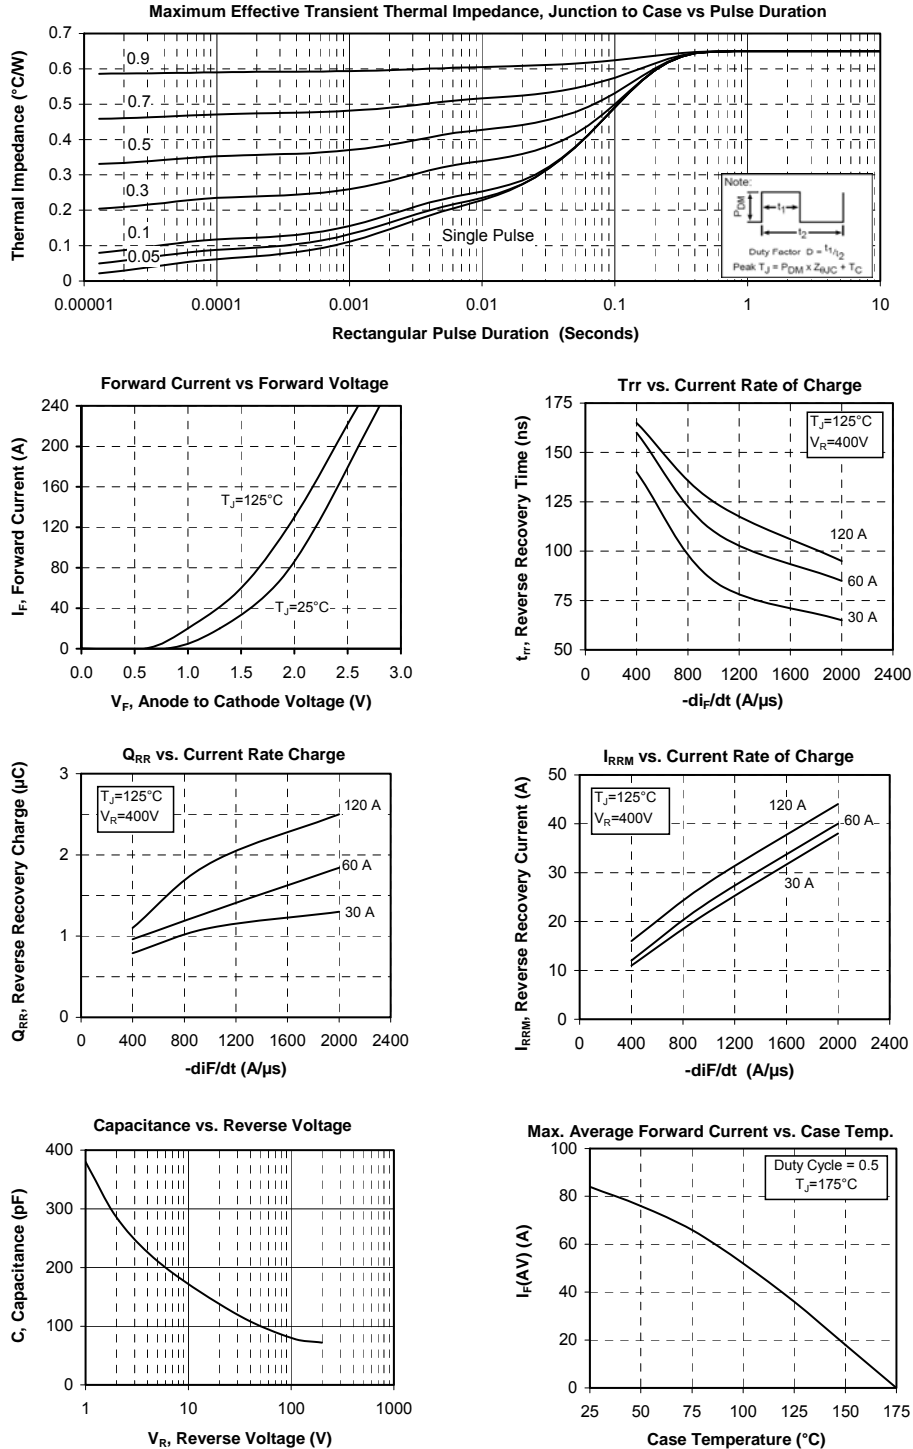 Maximum Effective Transient Thermal Impedance, Junction to Case vs Pulse Duration
Thermal Impedance (°C/W)
0.7
0.6
0.5
0.4
0.3
0.2
0.1
0
0.9
0.7
0.5
0.3
0.1
0.05
Single Pulse
Note:
PDM
t1
t2
Duty Factor D = t1/t2
Peak TJ = PDM x ZθJC + TC
0.00001 0.0001 0.001 0.01 0.1 1 10
Rectangular Pulse Duration (Seconds)
Forward Current vs Forward Voltage
IF, Forward Current (A)
240
200
160
120
80
40
0
TJ=125°C
TJ=25°C
0.0 0.5 1.0 1.5 2.0 2.5 3.0
VF, Anode to Cathode Voltage (V)
Trr vs. Current Rate of Charge
trr, Reverse Recovery Time (ns)
175
150
125
100
75
50
TJ=125°C
VR=400V
120 A
60 A
30 A
0 400 800 1200 1600 2000 2400
-diF/dt (A/µs)
QRR vs. Current Rate Charge
QRR, Reverse Recovery Charge (µC)
3
2
1
0
TJ=125°C
VR=400V
120 A
60 A
30 A
0 400 800 1200 1600 2000 2400
-diF/dt (A/µs)
IRRM vs. Current Rate of Charge
IRRM, Reverse Recovery Current (A)
50
40
30
20
10
0
TJ=125°C
VR=400V
120 A
60 A
30 A
0 400 800 1200 1600 2000 2400
-diF/dt (A/µs)
Capacitance vs. Reverse Voltage
C, Capacitance (pF)
400
300
200
100
0
1 10 100 1000
VR, Reverse Voltage (V)
Max. Average Forward Current vs. Case Temp.
IF(AV) (A)
100
80
60
40
20
0
Duty Cycle = 0.5
TJ=175°C
25 50 75 100 125 150 175
Case Temperature (°C)